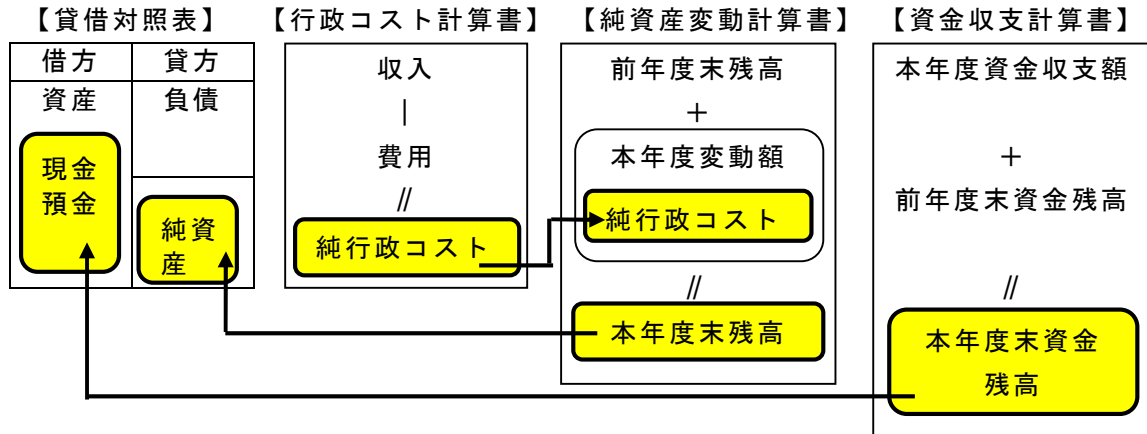 【貸借対照表】
借方 貸方
資産 負債
現金
預金
純資
産
【行政コスト計算書】
収入
|
費用
//
純行政コスト
【純資産変動計算書】
前年度末残高
+
本年度変動額
純行政コスト
//
本年度末残高
【資金収支計算書】
本年度資金収支額
+
前年度末資金残高
//
本年度末資金
残高